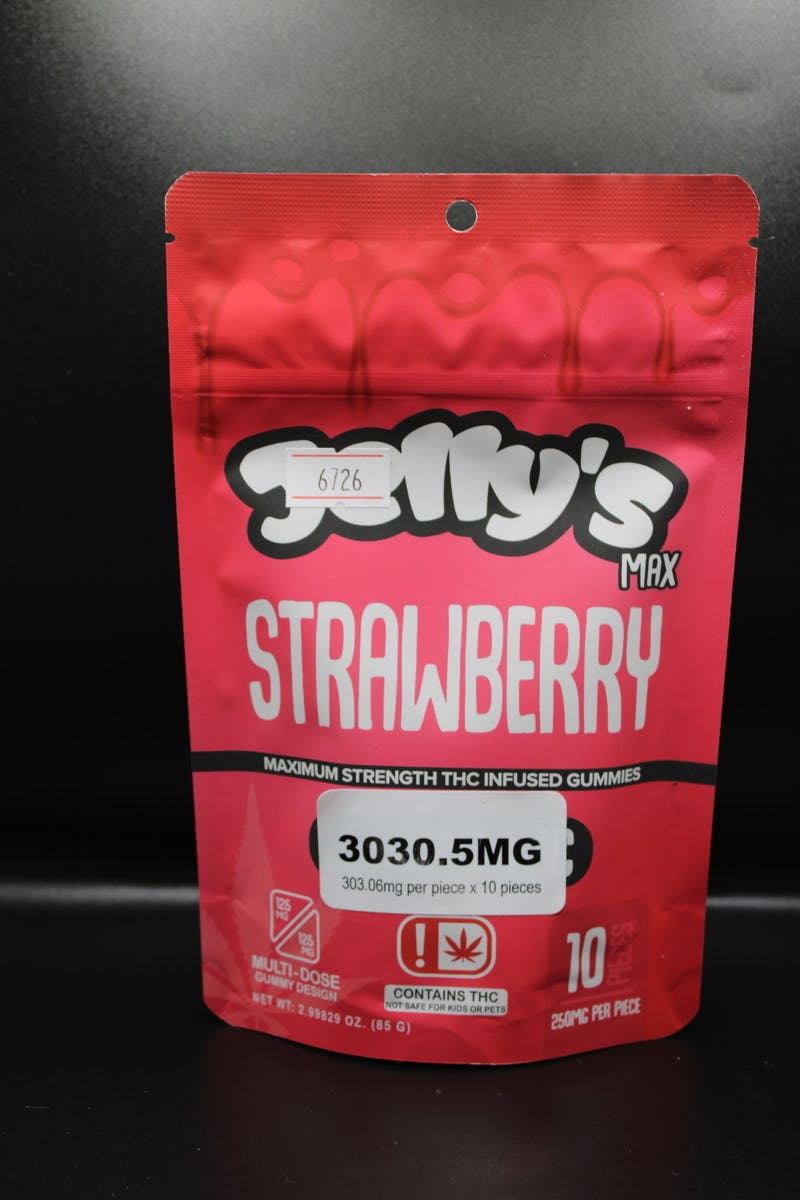 Jelly's
6726
MAX
STRAWBERRY
MAXIMUM STRENGTH THC INFUSED GUMMIES
3030.5MG
303.06mg per piece x 10 pieces
125 MG
125 MG
MULTI-DOSE
GUMMY DESIGN
NET WT: 2.99829 OZ. (85 G)
!
CONTAINS THC
NOT SAFE FOR KIDS OR PETS
10 PIECES
250MG PER PIECE